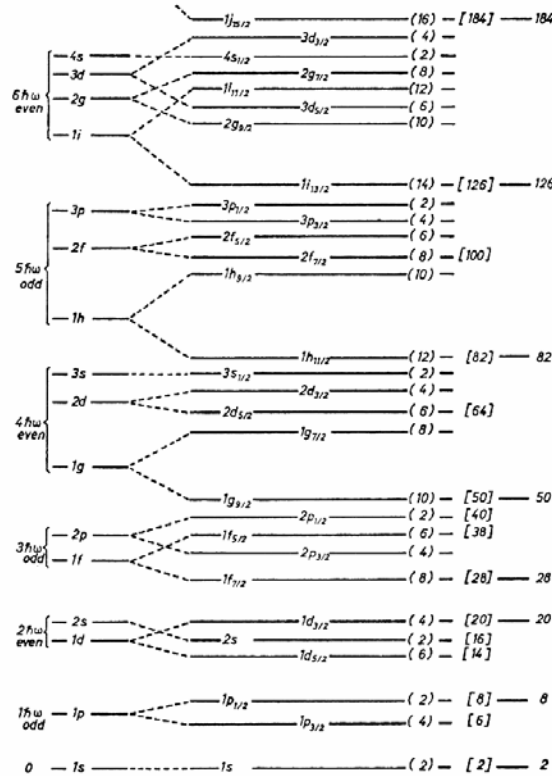 1j15/2 (16) [184] 184
3d3/2 (4)
4s 4s1/2 (2)
3d 2g7/2 (8)
6ħω 1i11/2 (12)
even 2g 3d5/2 (6)
2g9/2 (10)
1i
1i13/2 (14) [126] 126
3p 3p1/2 (2)
3p3/2 (4)
2f 2f5/2 (6)
2f7/2 (8) [100]
5ħω 1h9/2 (10)
odd
1h
1h11/2 (12) [82] 82
3s 3s1/2 (2)
2d 2d3/2 (4)
4ħω 2d5/2 (6) [64]
even 1g7/2 (8)
1g
1g9/2 (10) [50] 50
2p1/2 (2) [40]
2p 1f5/2 (6) [38]
3ħω 2p3/2 (4)
odd 1f
1f7/2 (8) [28] 28
2s 1d3/2 (4) [20] 20
2ħω 2s (2) [16]
even 1d 1d5/2 (6) [14]
1p1/2 (2) [8] 8
1ħω 1p
odd 1p3/2 (4) [6]
0 1s 1s (2) [2] 2